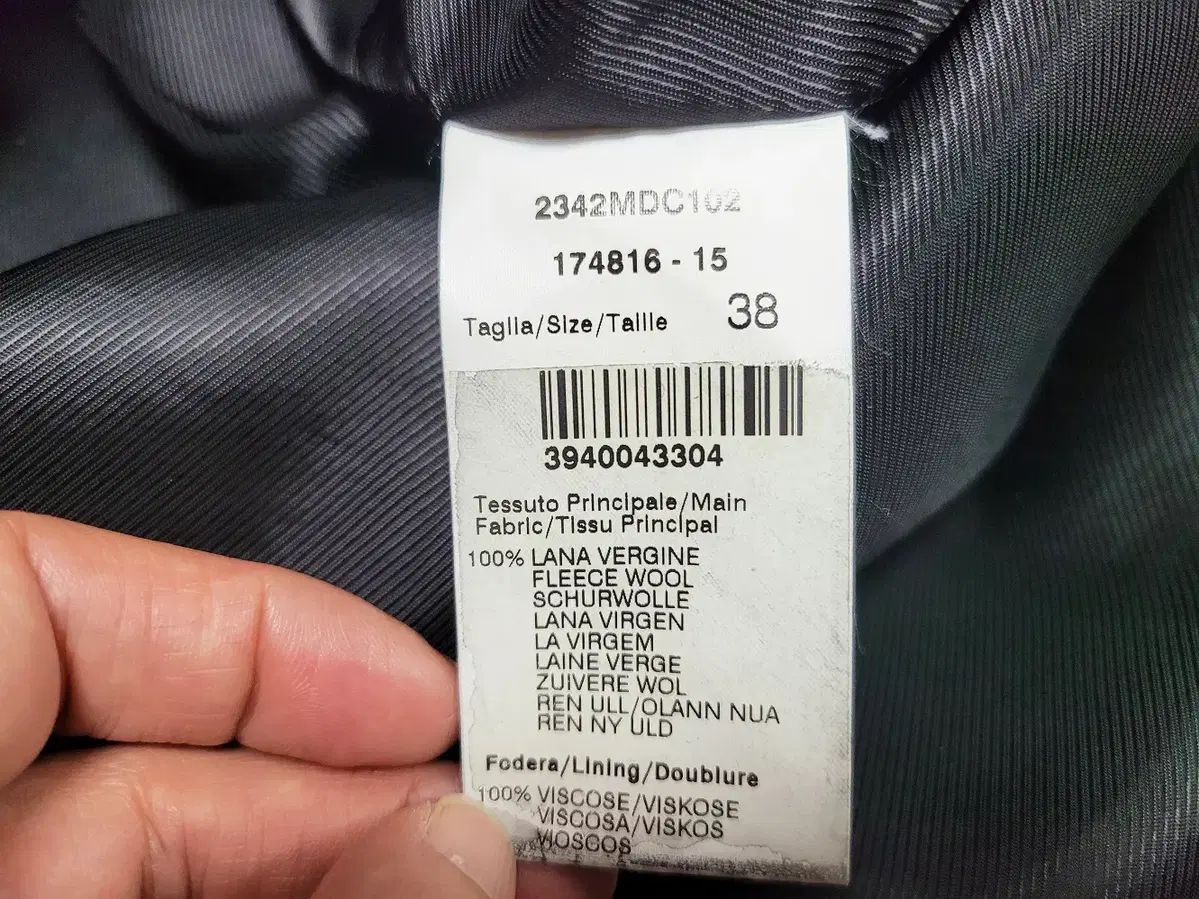 2342MDC102
174816 - 15
Taglia/Size/Taille 38
3940043304
Tessuto Principale/Main
Fabric/Tissu Principal
100% LANA VERGINE
FLEECE WOOL
SCHURWOLLE
LANA VIRGEN
LA VIRGEM
LAINE VERGE
ZUIVERE WOL
REN ULL/OLANN NUA
REN NY ULD
Fodera/Lining/Doublure
100% VISCOSE/VISKOSE
VISCOSA/VISKOS
VIOSCOS